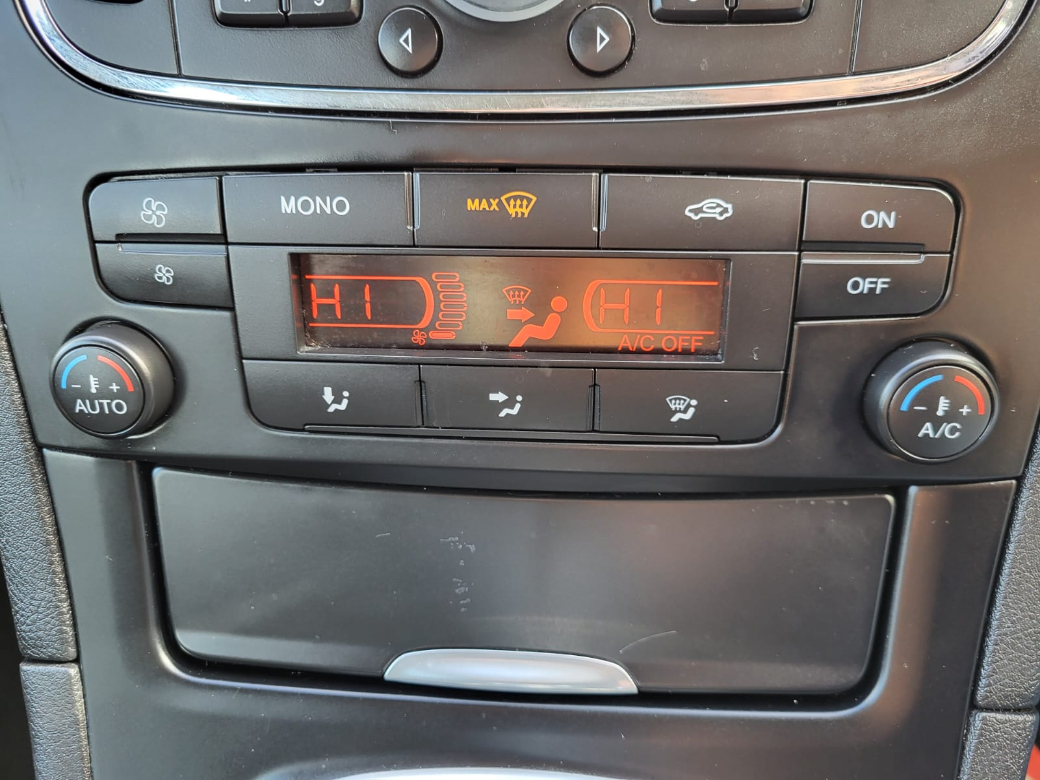 MONO
MAX
ON
OFF
HI
HI
A/C OFF
- +
AUTO
- +
A/C